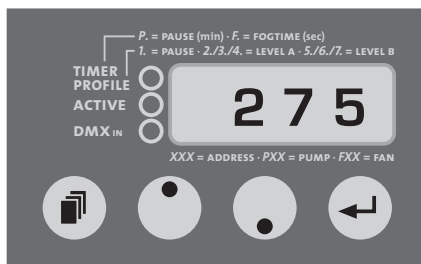 P. = PAUSE (min) · F. = FOGTIME (sec)
1. = PAUSE · 2./3./4. = LEVEL A · 5./6./7. = LEVEL B
TIMER
PROFILE
ACTIVE
DMX IN
275
XXX = ADDRESS · PXX = PUMP · FXX = FAN